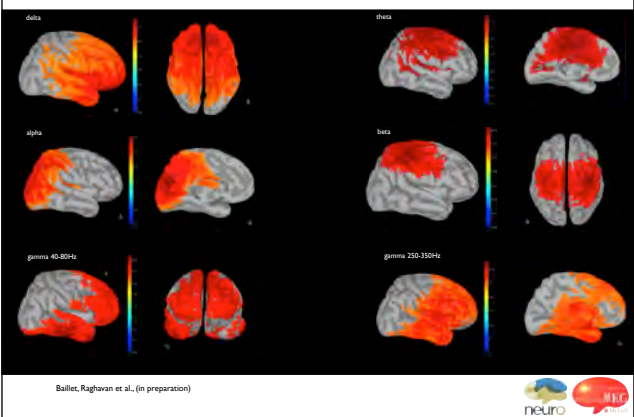 delta
theta
alpha
beta
gamma 40-80Hz
gamma 250-350Hz
Baillet, Raghavan et al., (in preparation)
neuro